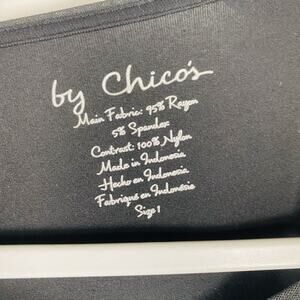 by Chico's
Main Fabric: 95% Rayon
5% Spandex
Contrast: 100% Nylon
Made in Indonesia
Hecho en Indonesia
Fabriqué en Indonésie
Size 1